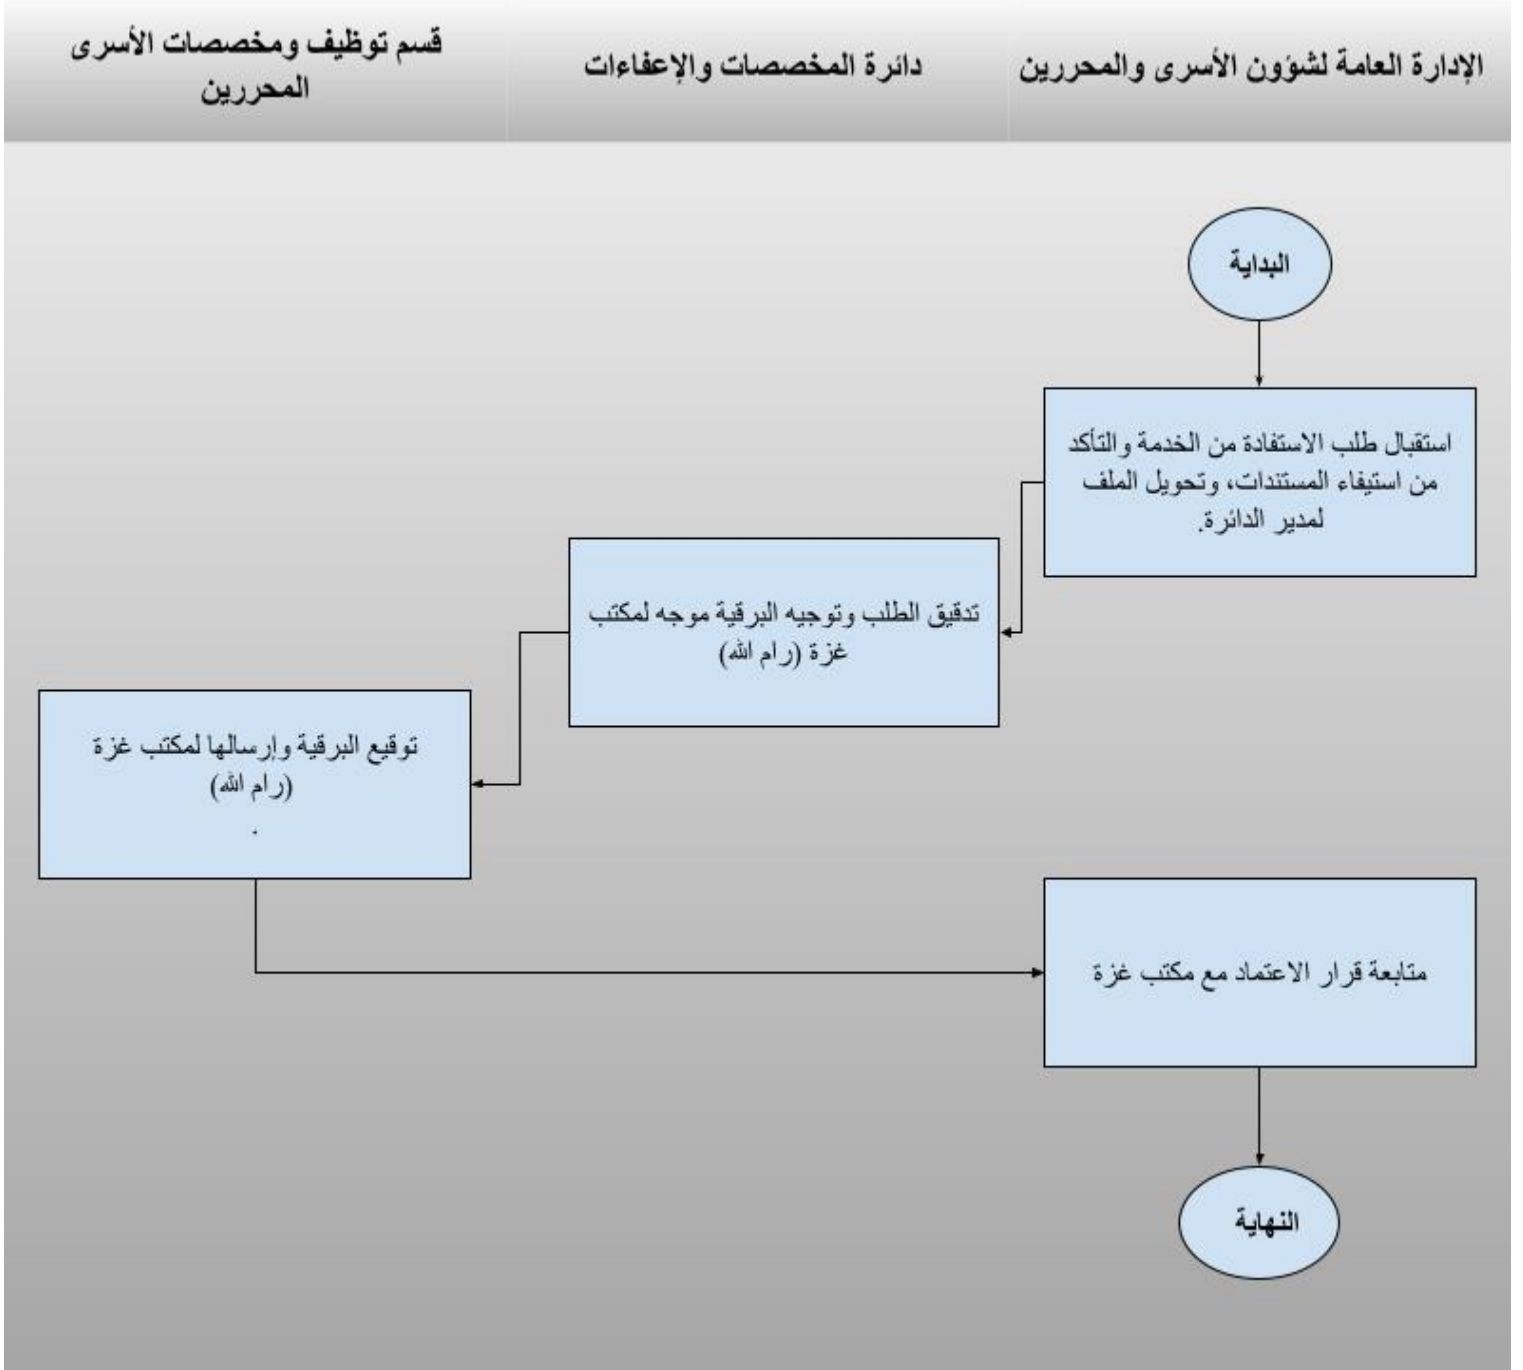 الإدارة العامة لشؤون الأسرى والمحررين
دائرة المخصصات والإعفاءات
قسم توظيف ومخصصات الأسرى
المحررين
البداية
استقبال طلب الاستفادة من الخدمة والتأكد
من استيفاء المستندات، وتحويل الملف
لمدير الدائرة.
تدقيق الطلب وتوجيه البرقية موجه لمكتب
غزة (رام الله)
توقيع البرقية وإرسالها لمكتب غزة
(رام الله)
.
متابعة قرار الاعتماد مع مكتب غزة
النهاية